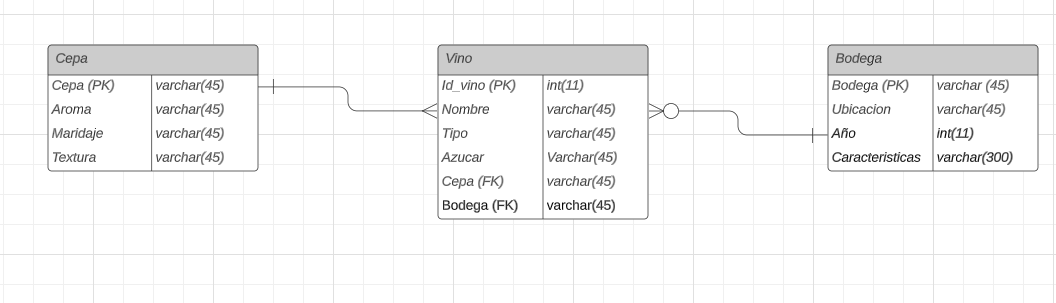 Cepa
Cepa (PK) varchar(45)
Aroma varchar(45)
Maridaje varchar(45)
Textura varchar(45)
Vino
Id_vino (PK) int(11)
Nombre varchar(45)
Tipo varchar(45)
Azucar Varchar(45)
Cepa (FK) varchar(45)
Bodega (FK) varchar(45)
Bodega
Bodega (PK) varchar (45)
Ubicacion varchar(45)
Año int(11)
Caracteristicas varchar(300)